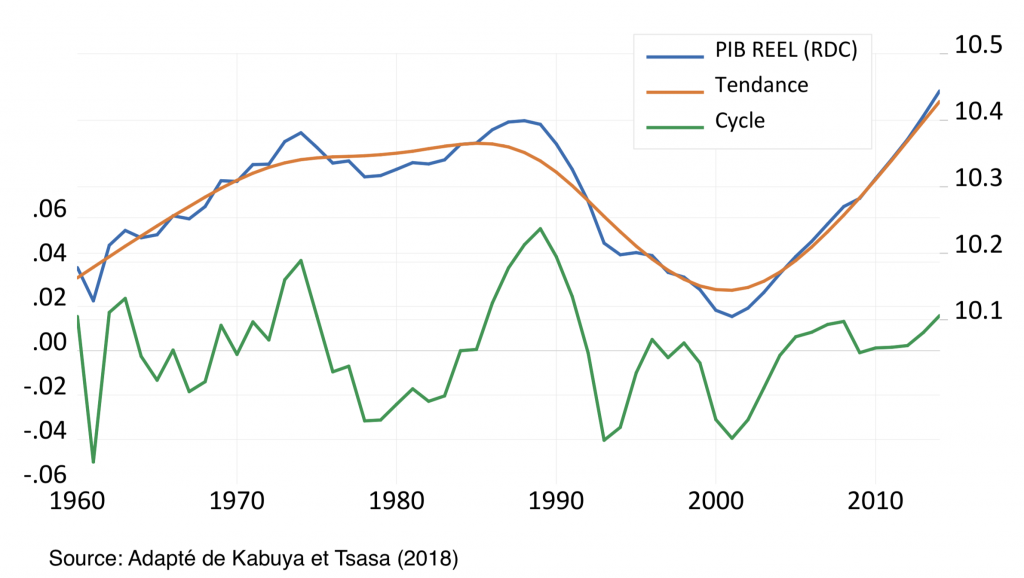 PIB REEL (RDC)
Tendance
Cycle
10.5
10.4
10.3
10.2
10.1
.06
.04
.02
.00
-.02
-.04
-.06
1960 1970 1980 1990 2000 2010
Source: Adapté de Kabuya et Tsasa (2018)